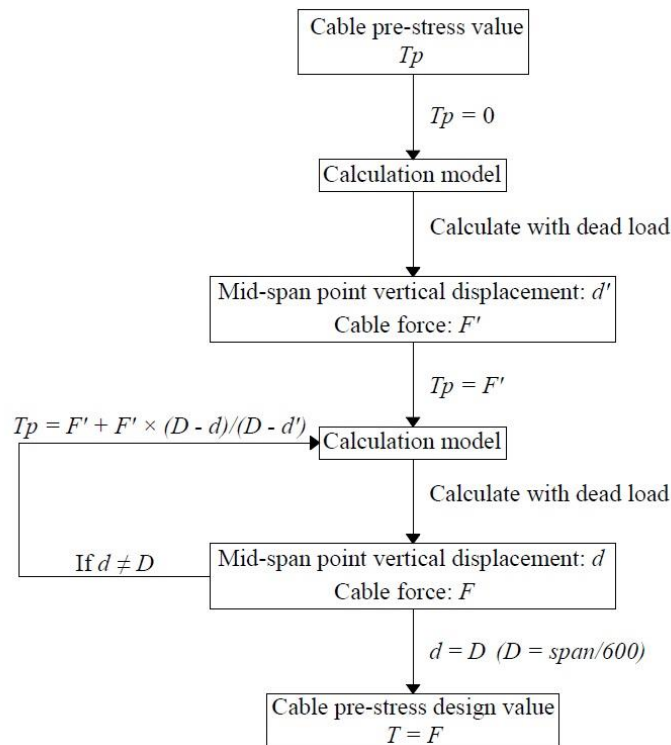 Cable pre-stress value
Tp
Tp = 0
Calculation model
Calculate with dead load
Mid-span point vertical displacement: d'
Cable force: F'
Tp = F'
Tp = F' + F' × (D - d)/(D - d')
Calculation model
Calculate with dead load
If d ≠ D
Mid-span point vertical displacement: d
Cable force: F
d = D (D = span/600)
Cable pre-stress design value
T = F